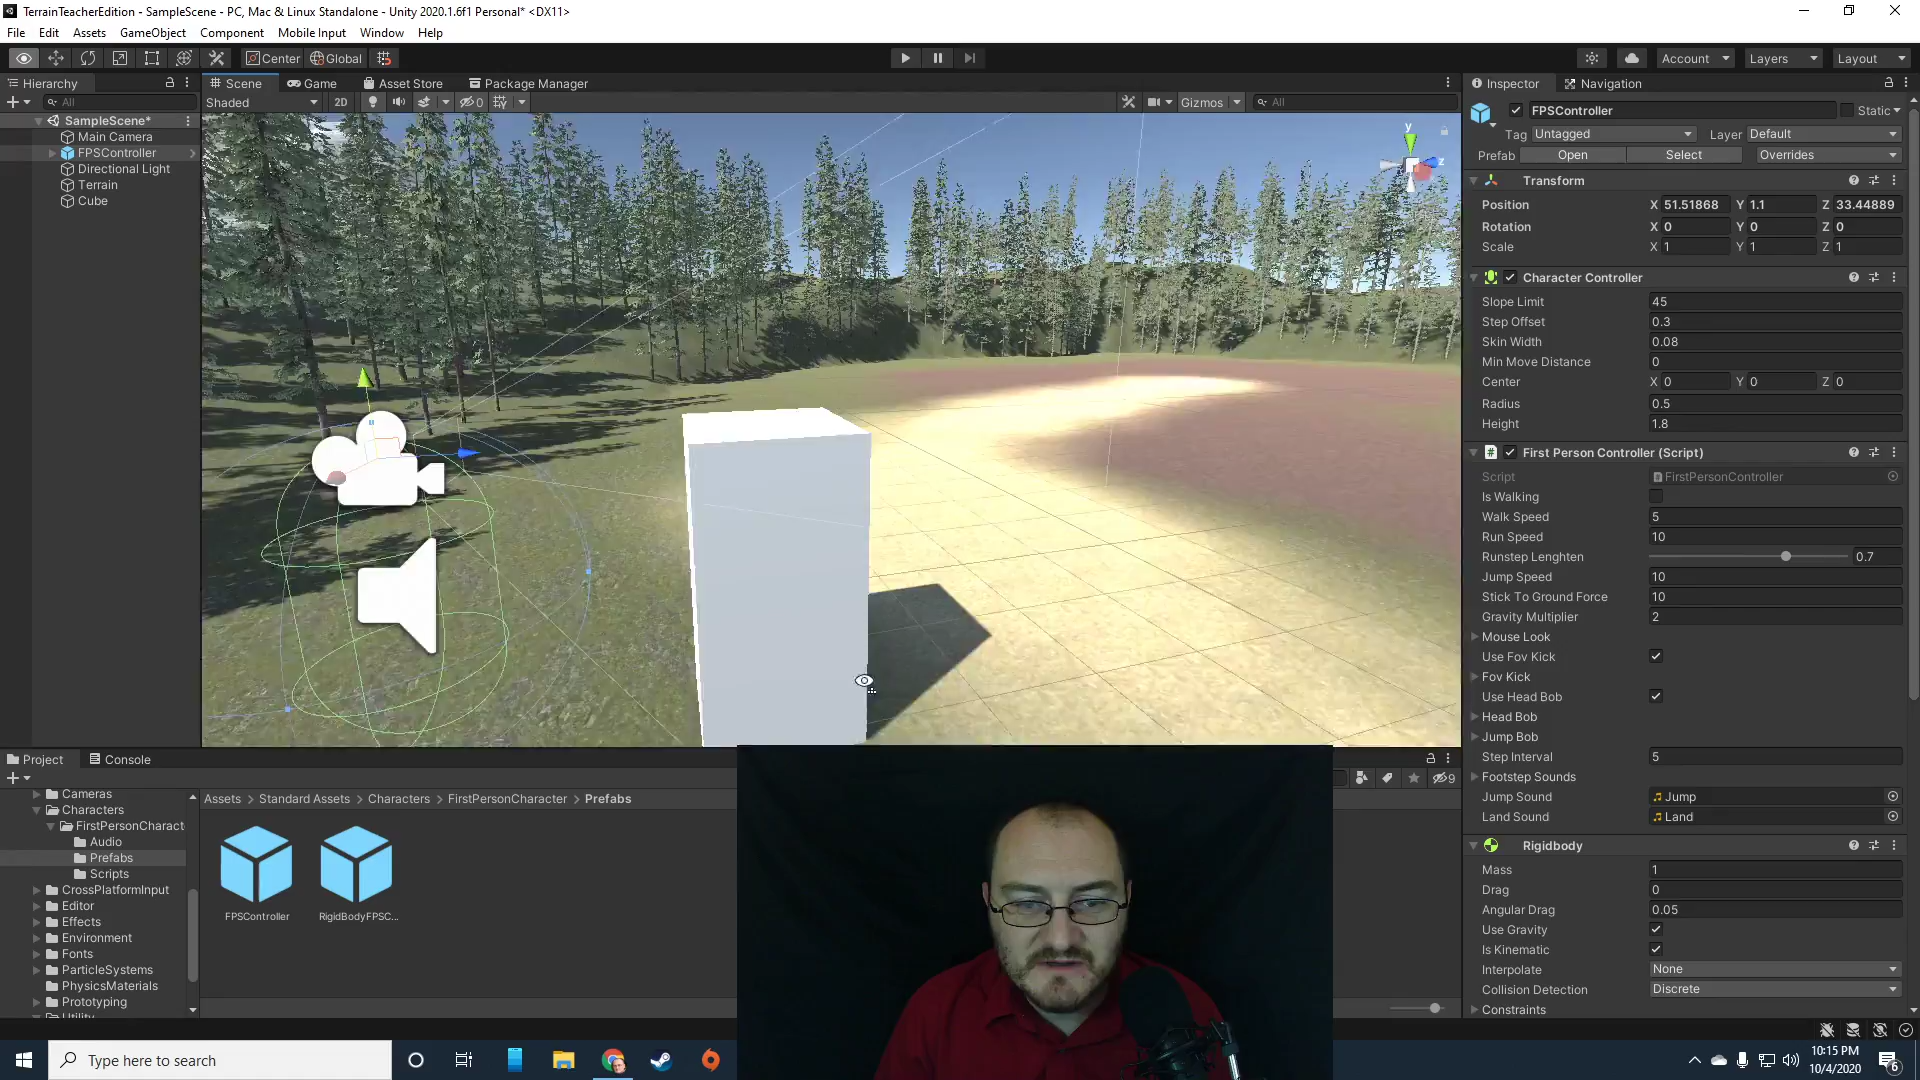 TerrainTeacherEdition - SampleScene - PC, Mac & Linux Standalone - Unity 2020.1.6f1 Personal* <DX11>
File Edit Assets GameObject Component Mobile Input Window Help
Center Global Account Layers Layout
Hierarchy Scene Game Asset Store Package Manager Inspector Navigation
All Shaded 2D 0 Gizmos All
SampleScene*
Main Camera
FPSController
Directional Light
Terrain
Cube
y
z
FPSController Static
Tag Untagged Layer Default
Prefab Open Select Overrides
Transform
Position X 51.51868 Y 1.1 Z 33.44889
Rotation X 0 Y 0 Z 0
Scale X 1 Y 1 Z 1
Character Controller
Slope Limit 45
Step Offset 0.3
Skin Width 0.08
Min Move Distance 0
Center X 0 Y 0 Z 0
Radius 0.5
Height 1.8
First Person Controller (Script)
Script FirstPersonController
Is Walking
Walk Speed 5
Run Speed 10
Runstep Lenghten 0.7
Jump Speed 10
Stick To Ground Force 10
Gravity Multiplier 2
Mouse Look
Use Fov Kick
Fov Kick
Use Head Bob
Head Bob
Jump Bob
Step Interval 5
Footstep Sounds
Jump Sound Jump
Land Sound Land
Rigidbody
Mass 1
Drag 0
Angular Drag 0.05
Use Gravity
Is Kinematic
Interpolate None
Collision Detection Discrete
Constraints
Project Console
9
Cameras
Characters
FirstPersonCharact
Audio
Prefabs
Scripts
CrossPlatformInput
Editor
Effects
Environment
Fonts
ParticleSystems
PhysicsMaterials
Prototyping
Utility
Assets > Standard Assets > Characters > FirstPersonCharacter > Prefabs
FPSController RigidBodyFPSC...
Type here to search
10:15 PM
10/4/2020
6